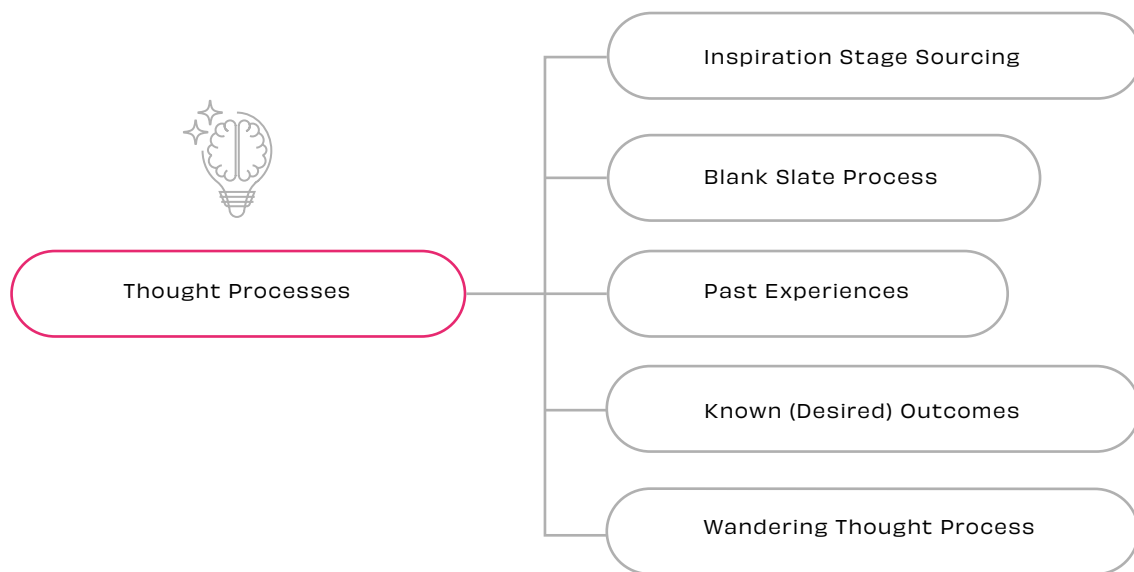 Inspiration Stage Sourcing
Blank Slate Process
Thought Processes
Past Experiences
Known (Desired) Outcomes
Wandering Thought Process